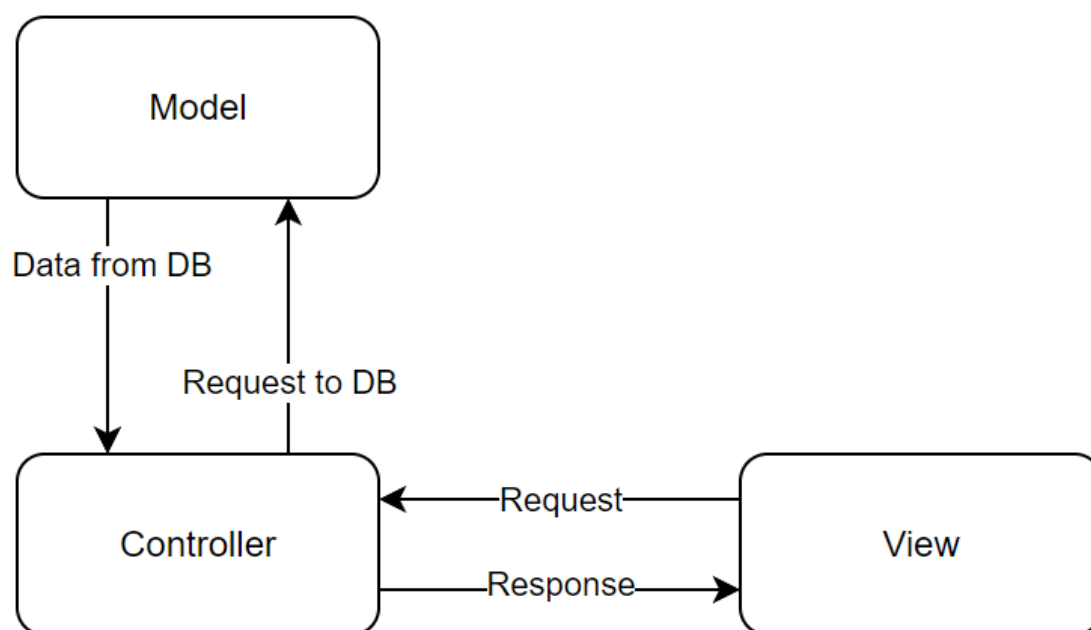 Model
Data from DB
Request to DB
Request
Controller
View
Response